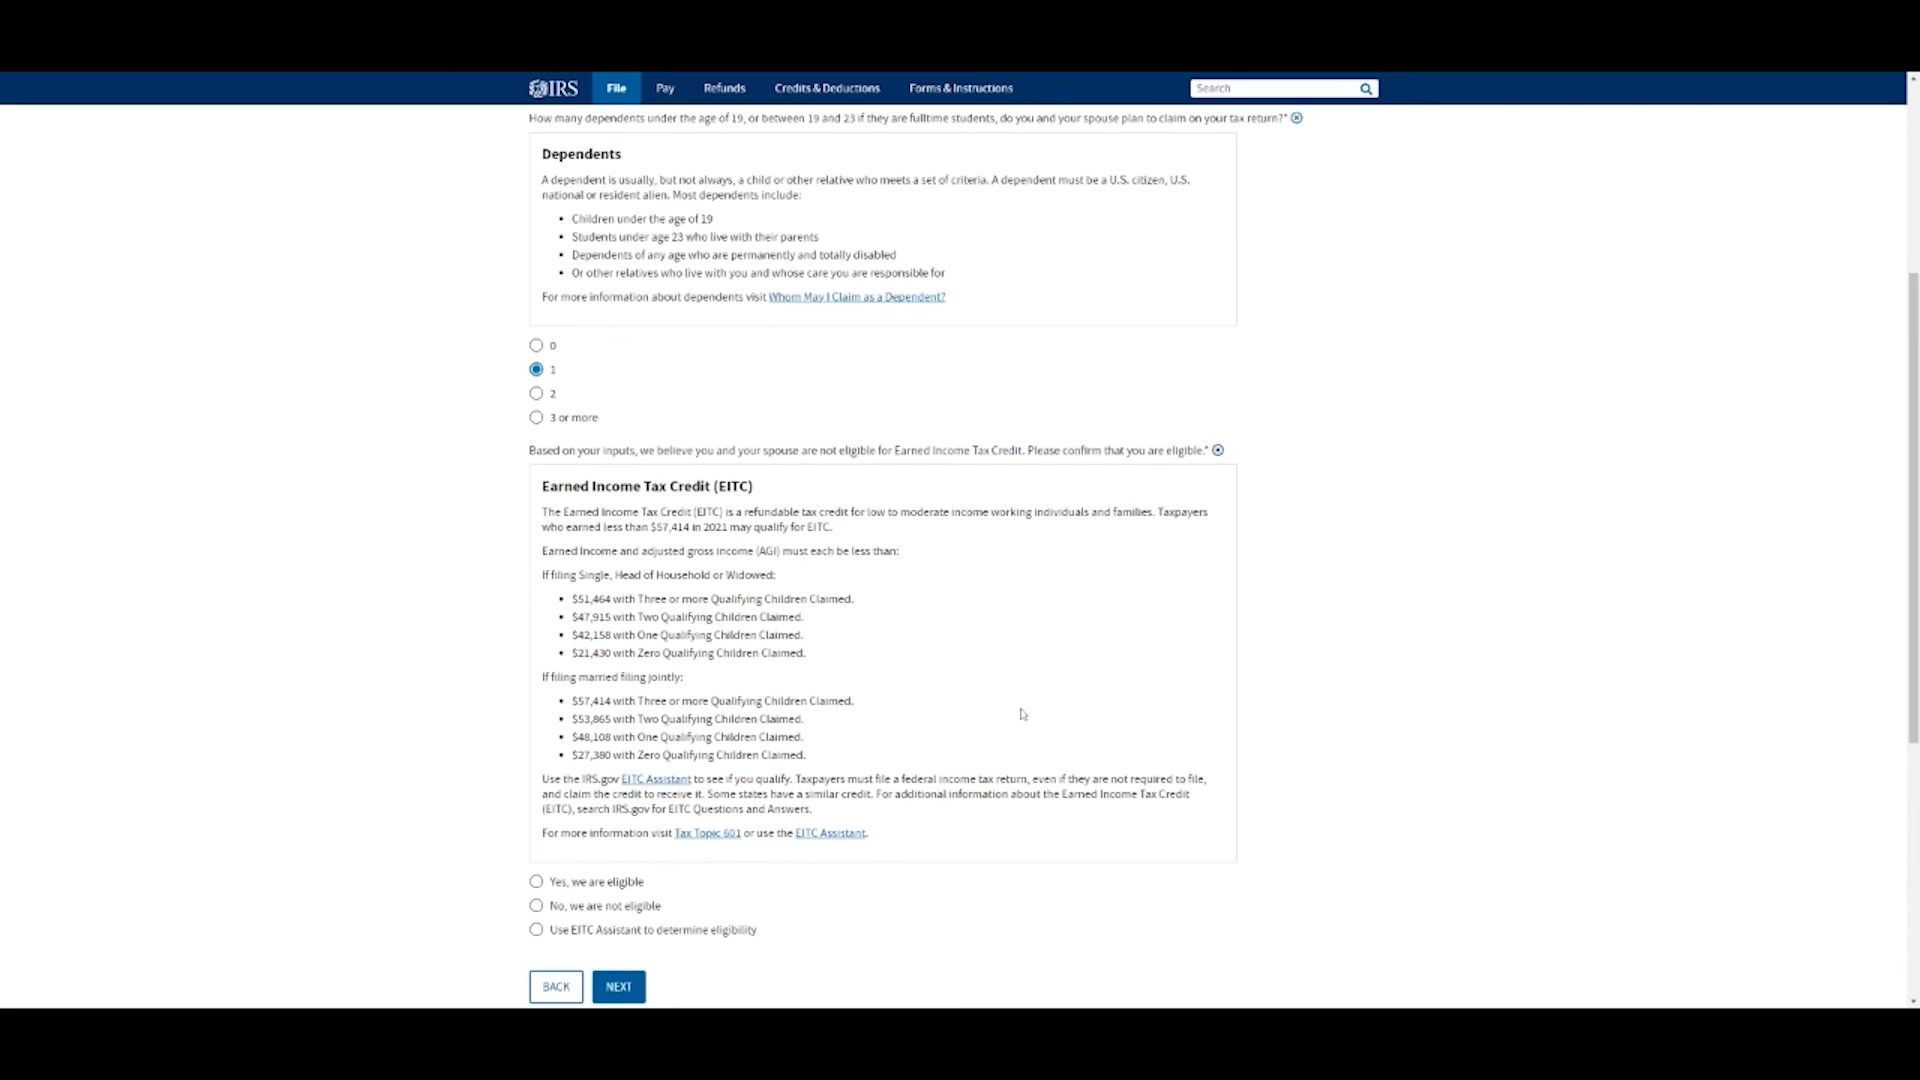 IRS File Pay Refunds Credits & Deductions Forms & Instructions Search
How many dependents under the age of 19, or between 19 and 23 if they are fulltime students, do you and your spouse plan to claim on your tax return?*
Dependents
A dependent is usually, but not always, a child or other relative who meets a set of criteria. A dependent must be a U.S. citizen, U.S.
national or resident alien. Most dependents include:
• Children under the age of 19
• Students under age 23 who live with their parents
• Dependents of any age who are permanently and totally disabled
• Or other relatives who live with you and whose care you are responsible for
For more information about dependents visit Whom May I Claim as a Dependent?
0
1
2
3 or more
Based on your inputs, we believe you and your spouse are not eligible for Earned Income Tax Credit. Please confirm that you are eligible.*
Earned Income Tax Credit (EITC)
The Earned Income Tax Credit (EITC) is a refundable tax credit for low to moderate income working individuals and families. Taxpayers
who earned less than $57,414 in 2021 may qualify for EITC.
Earned Income and adjusted gross income (AGI) must each be less than:
If filing Single, Head of Household or Widowed:
• $51,464 with Three or more Qualifying Children Claimed.
• $47,915 with Two Qualifying Children Claimed.
• $42,158 with One Qualifying Children Claimed.
• $21,430 with Zero Qualifying Children Claimed.
If filing married filing jointly:
• $57,414 with Three or more Qualifying Children Claimed.
• $53,865 with Two Qualifying Children Claimed.
• $48,108 with One Qualifying Children Claimed.
• $27,380 with Zero Qualifying Children Claimed.
Use the IRS.gov EITC Assistant to see if you qualify. Taxpayers must file a federal income tax return, even if they are not required to file,
and claim the credit to receive it. Some states have a similar credit. For additional information about the Earned Income Tax Credit
(EITC), search IRS.gov for EITC Questions and Answers.
For more information visit Tax Topic 601 or use the EITC Assistant.
Yes, we are eligible
No, we are not eligible
Use EITC Assistant to determine eligibility
BACK NEXT